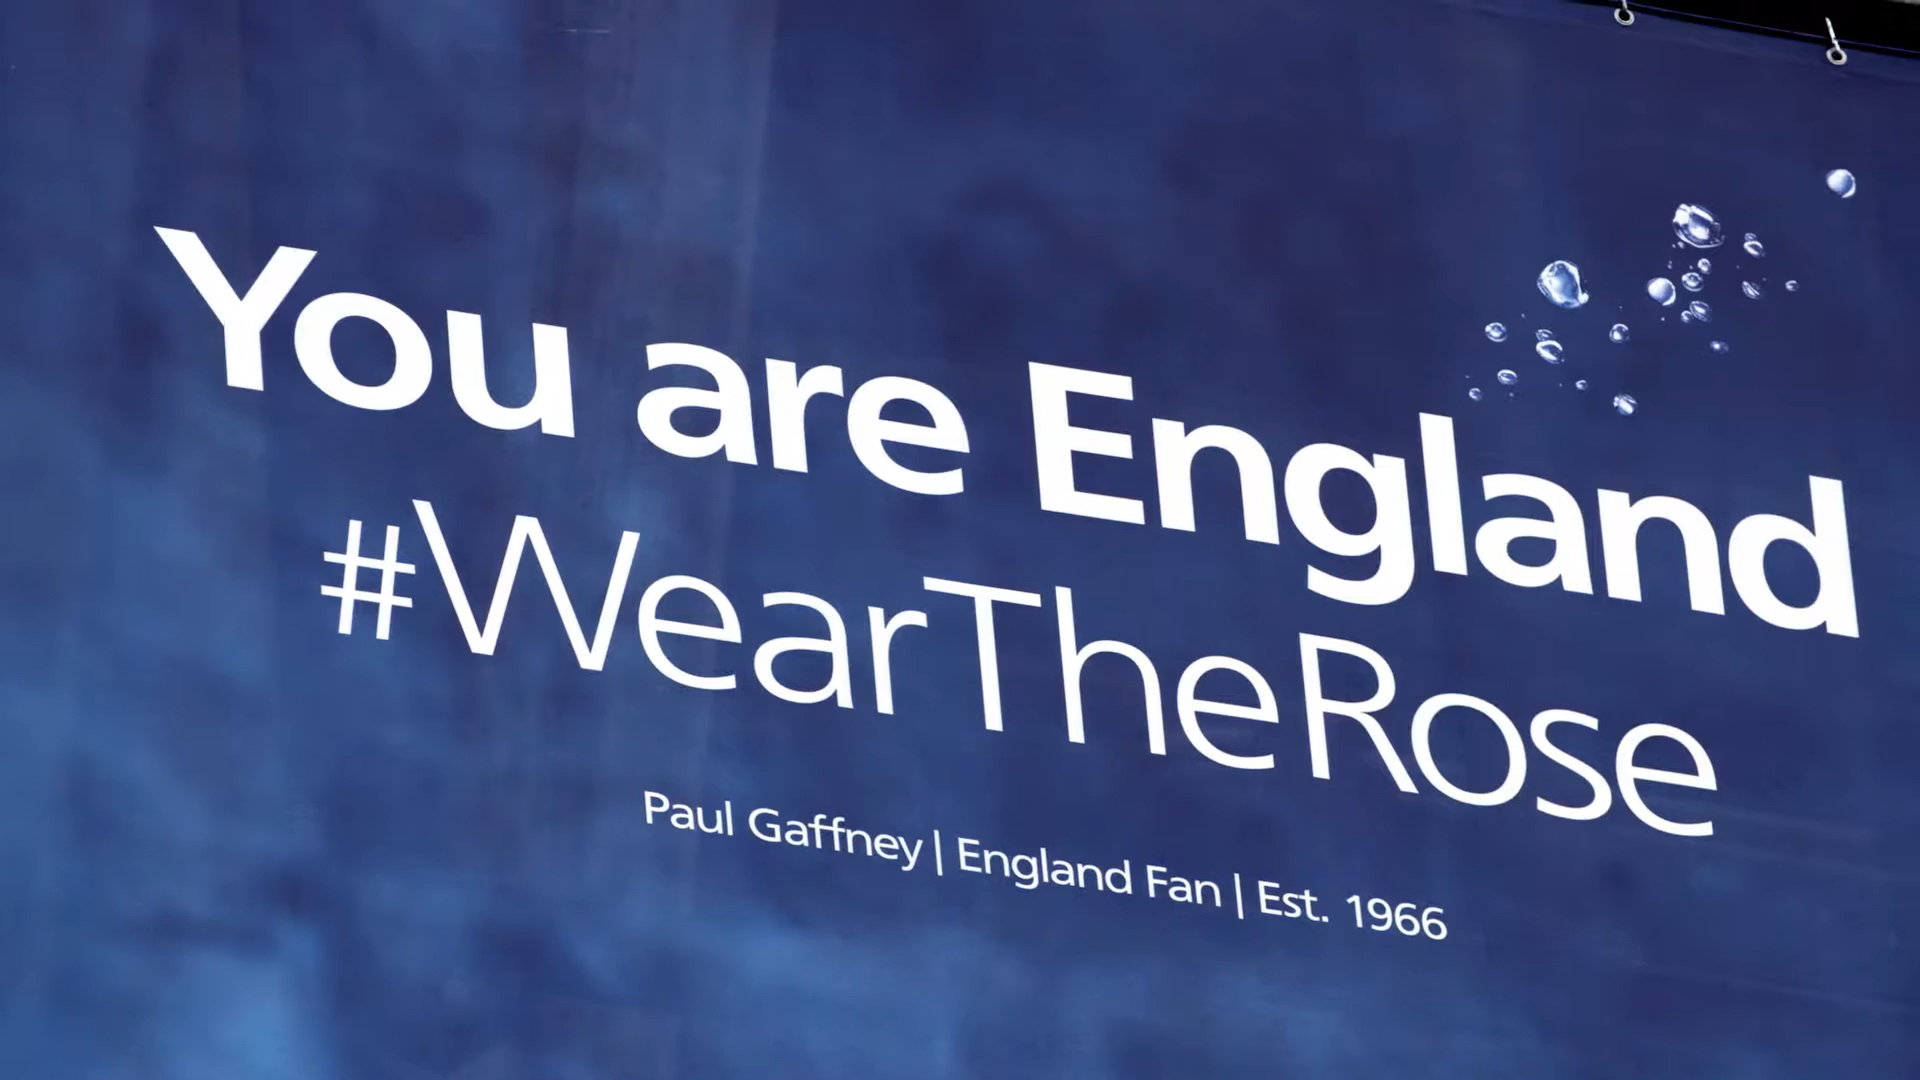 You are England
#WearTheRose
Paul Gaffney | England Fan | Est. 1966